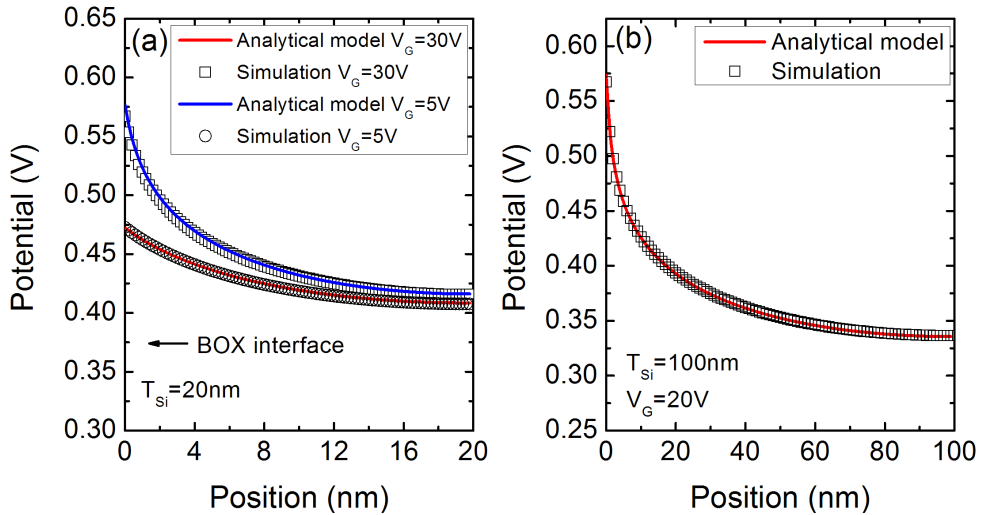 (a)
Analytical model V_G=30V
Simulation V_G=30V
Analytical model V_G=5V
Simulation V_G=5V
0.65
0.60
0.55
0.50
0.45
0.40
0.35
0.30
Potential (V)
BOX interface
T_Si=20nm
0 4 8 12 16 20
Position (nm)
(b)
Analytical model
Simulation
0.60
0.55
0.50
0.45
0.40
0.35
0.30
0.25
Potential (V)
T_Si=100nm
V_G=20V
0 20 40 60 80 100
Position (nm)